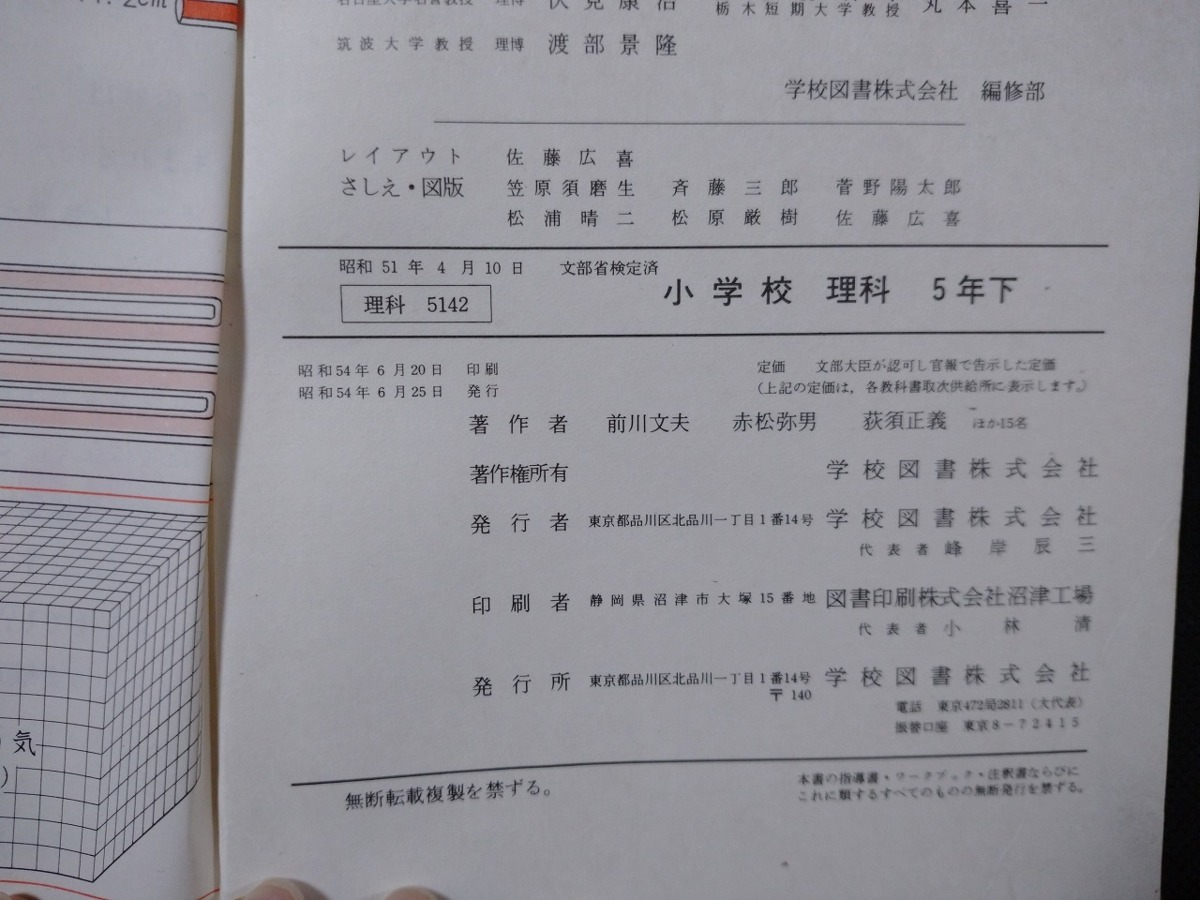 2cm
伏見康治 栃木短期大学教授 丸本喜一
筑波大学教授 理博 渡部景隆
学校図書株式会社 編修部
レイアウト 佐藤広喜
さしえ・図版 笠原須磨生 斉藤三郎 菅野陽太郎
松浦晴二 松原厳樹 佐藤広喜
昭和51年4月10日 文部省検定済
小学校 理科 5年下
理科 5142
昭和54年6月20日 印刷
昭和54年6月25日 発行
定価 文部大臣が認可し官報で告示した定価
(上記の定価は,各教科書取次供給所に表示します。)
著作者 前川文夫 赤松弥男 荻須正義 ほか15名
著作権所有 学校図書株式会社
発行者 東京都品川区北品川一丁目1番14号 学校図書株式会社
代表者 峰岸辰三
印刷者 静岡県沼津市大塚15番地 図書印刷株式会社沼津工場
代表者 小林清
発行所 東京都品川区北品川一丁目1番14号 学校図書株式会社
〒140
電話 東京472局2811(大代表)
振替口座 東京8-72415
無断転載複製を禁ずる。
本書の指導書・ワークブック・注釈書ならびに
これに類するすべてのものの無断発行を禁ずる。
気
)